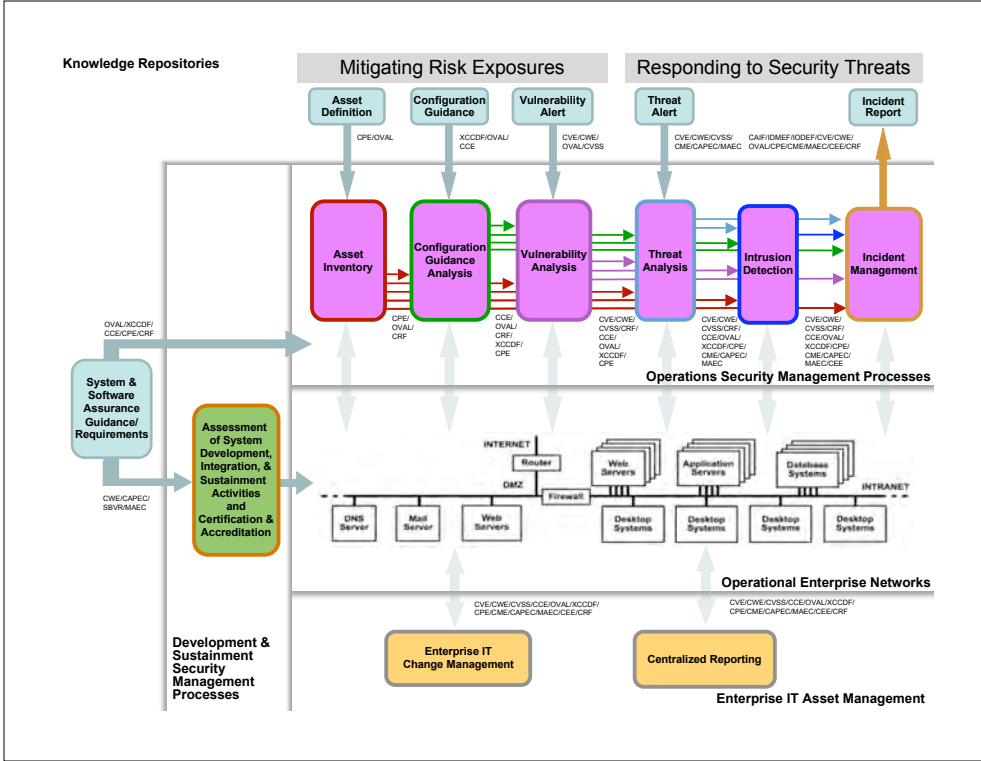 Knowledge Repositories
Mitigating Risk Exposures
Responding to Security Threats
Asset
Definition
Configuration
Guidance
Vulnerability
Alert
Threat
Alert
Incident
Report
CPE/OVAL
XCCDF/OVAL/
CCE
CVE/CWE/
OVAL/CVSS
CVE/CWE/CVSS/
CME/CAPEC/MAEC
CAIF/IDMEF/IODEF/CVE/CWE/
OVAL/CPE/CME/MAEC/CEE/CRF
Asset
Inventory
Configuration
Guidance
Analysis
Vulnerability
Analysis
Threat
Analysis
Intrusion
Detection
Incident
Management
CPE/
OVAL/
CRF
CCE/
OVAL/
CRF/
XCCDF/
CPE
CVE/CWE/
CVSS/CRF/
CCE/
OVAL/
XCCDF/
CPE
CVE/CWE/
CVSS/CRF/
CCE/OVAL/
XCCDF/CPE/
CME/CAPEC/
MAEC
CVE/CWE/
CVSS/CRF/
CCE/OVAL/
XCCDF/CPE/
CME/CAPEC/
MAEC/CEE
Operations Security Management Processes
OVAL/XCCDF/
CCE/CPE/CRF
System &
Software
Assurance
Guidance/
Requirements
CWE/CAPEC/
SBVR/MAEC
Assessment
of System
Development,
Integration, &
Sustainment
Activities
and
Certification &
Accreditation
INTERNET
Router
DMZ
Firewall
Web
Servers
Application
Servers
Database
Systems
INTRANET
DNS
Server
Mail
Server
Web
Servers
Desktop
Systems
Desktop
Systems
Desktop
Systems
Desktop
Systems
Operational Enterprise Networks
CVE/CWE/CVSS/CCE/OVAL/XCCDF/
CPE/CME/CAPEC/MAEC/CEE/CRF
CVE/CWE/CVSS/CCE/OVAL/XCCDF/
CPE/CME/CAPEC/MAEC/CEE/CRF
Enterprise IT
Change Management
Centralized Reporting
Development &
Sustainment
Security
Management
Processes
Enterprise IT Asset Management